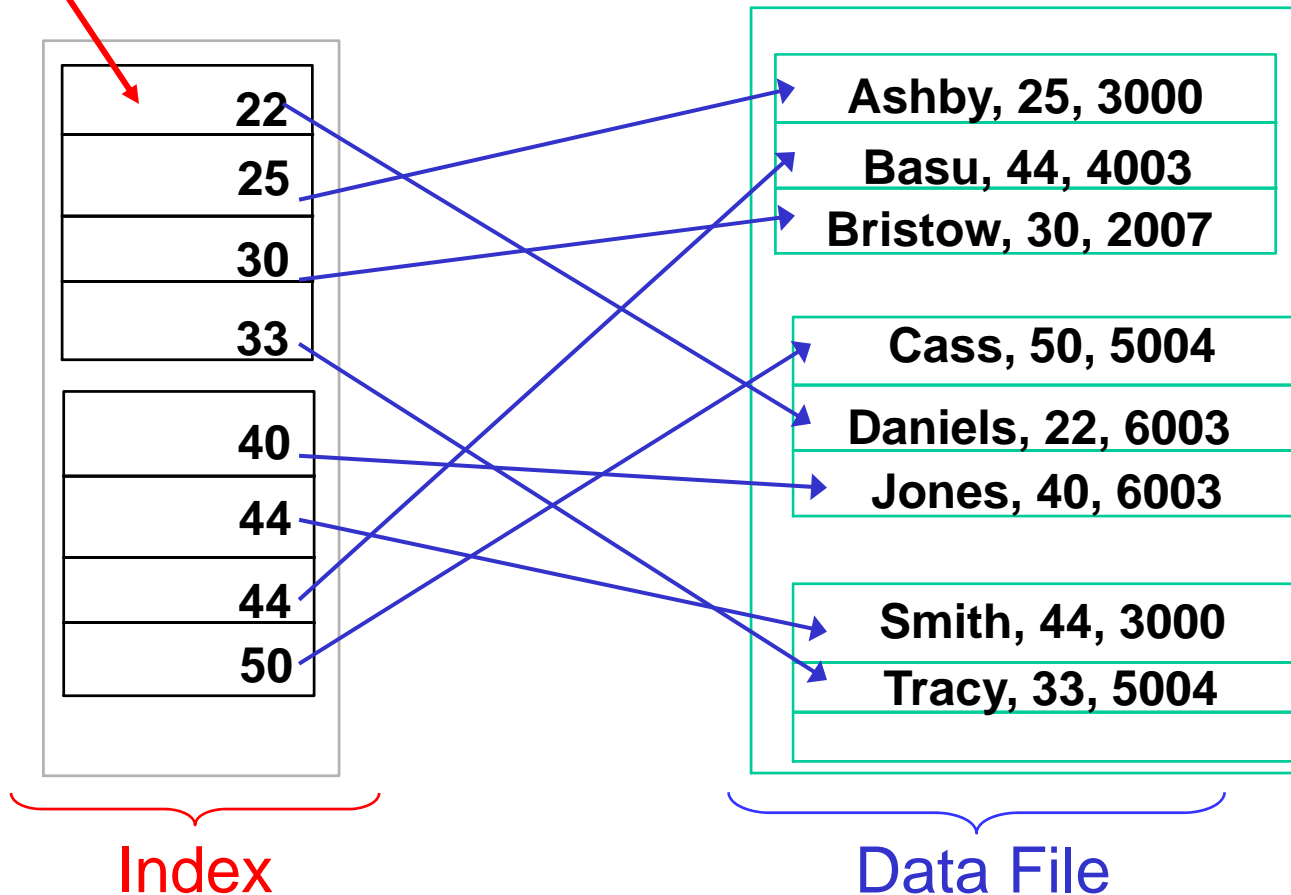 22
25
30
33
40
44
44
50
Index
Ashby, 25, 3000
Basu, 44, 4003
Bristow, 30, 2007
Cass, 50, 5004
Daniels, 22, 6003
Jones, 40, 6003
Smith, 44, 3000
Tracy, 33, 5004
Data File